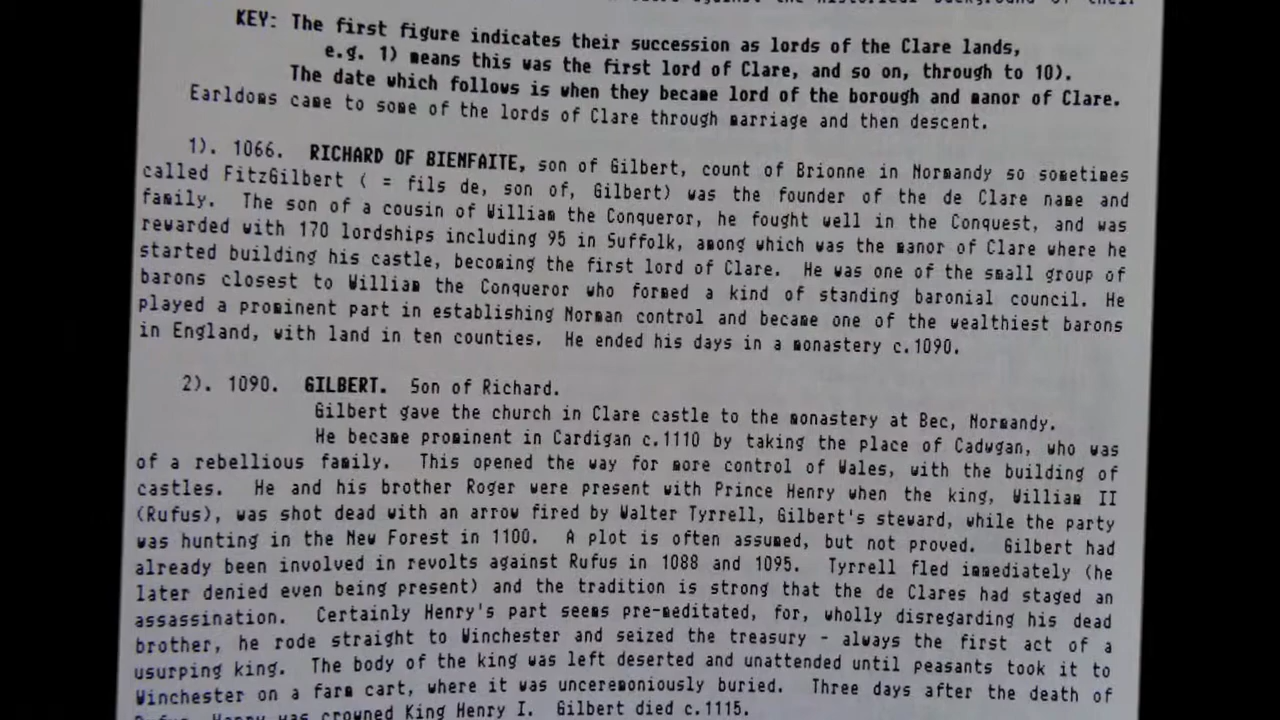 KEY: The first figure indicates their succession as lords of the Clare lands,
e.g. 1) means this was the first lord of Clare, and so on, through to 10).
The date which follows is when they became lord of the borough and manor of Clare.
Earldoms came to some of the lords of Clare through marriage and then descent.
1). 1066. RICHARD OF BIENFAITE, son of Gilbert, count of Brionne in Normandy so sometimes
called FitzGilbert ( = fils de, son of, Gilbert) was the founder of the de Clare name and
family. The son of a cousin of William the Conqueror, he fought well in the Conquest, and was
rewarded with 170 lordships including 95 in Suffolk, among which was the manor of Clare where he
started building his castle, becoming the first lord of Clare. He was one of the small group of
barons closest to William the Conqueror who formed a kind of standing baronial council. He
played a prominent part in establishing Norman control and became one of the wealthiest barons
in England, with land in ten counties. He ended his days in a monastery c.1090.
2). 1090. GILBERT. Son of Richard.
Gilbert gave the church in Clare castle to the monastery at Bec, Normandy.
He became prominent in Cardigan c.1110 by taking the place of Cadwgan, who was
of a rebellious family. This opened the way for more control of Wales, with the building of
castles. He and his brother Roger were present with Prince Henry when the king, William II
(Rufus), was shot dead with an arrow fired by Walter Tyrrell, Gilbert's steward, while the party
was hunting in the New Forest in 1100. A plot is often assumed, but not proved. Gilbert had
already been involved in revolts against Rufus in 1088 and 1095. Tyrrell fled immediately (he
later denied even being present) and the tradition is strong that the de Clares had staged an
assassination. Certainly Henry's part seems pre-meditated, for, wholly disregarding his dead
brother, he rode straight to Winchester and seized the treasury - always the first act of a
usurping king. The body of the king was left deserted and unattended until peasants took it to
Winchester on a farm cart, where it was unceremoniously buried. Three days after the death of
Rufus, Henry was crowned King Henry I. Gilbert died c.1115.